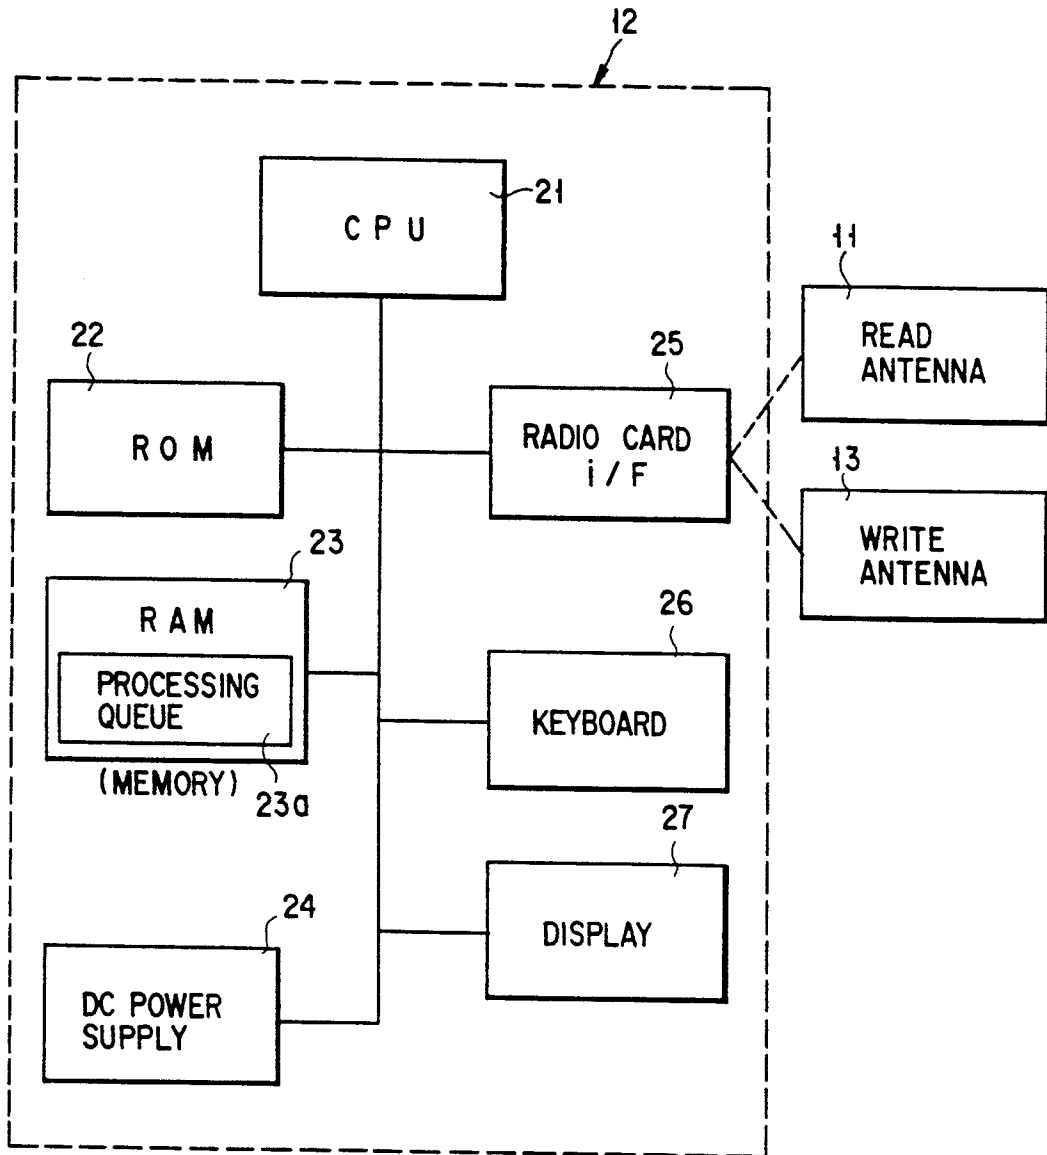 12
21
CPU
11
READ
ANTENNA
22
ROM
25
RADIO CARD
i/F
13
WRITE
ANTENNA
23
RAM
PROCESSING
QUEUE
(MEMORY)
23a
26
KEYBOARD
27
DISPLAY
24
DC POWER
SUPPLY